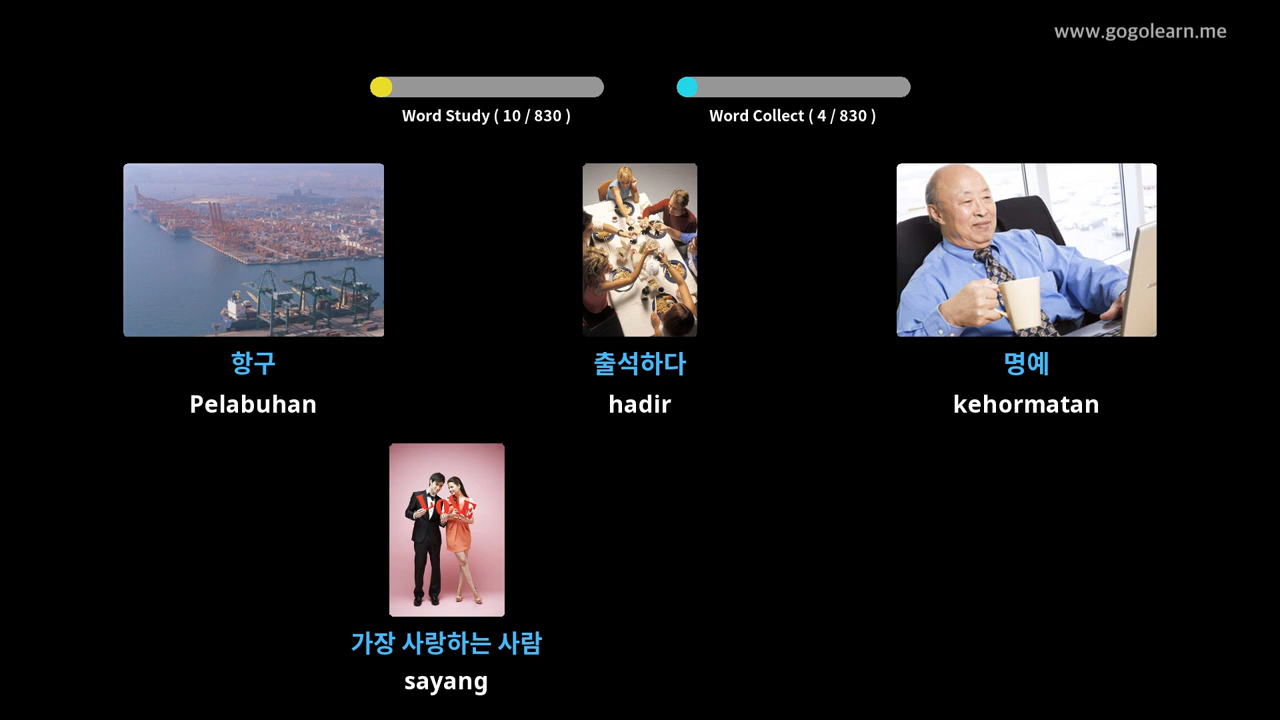 www.gogolearn.me
Word Study ( 10 / 830 )
Word Collect ( 4 / 830 )
항구
Pelabuhan
출석하다
hadir
명예
kehormatan
가장 사랑하는 사람
sayang